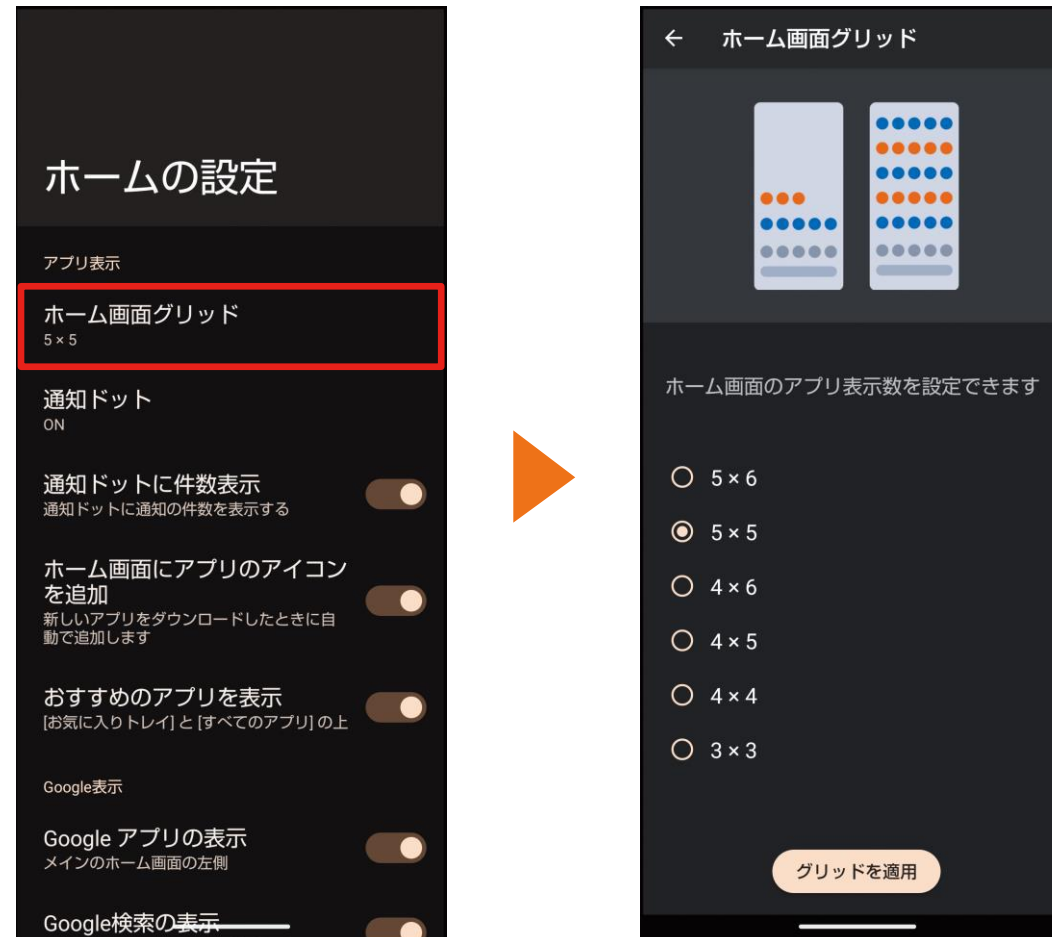 ホームの設定
アプリ表示
ホーム画面グリッド
5 × 5
通知ドット
ON
通知ドットに件数表示
通知ドットに通知の件数を表示する
ホーム画面にアプリのアイコン
を追加
新しいアプリをダウンロードしたときに自
動で追加します
おすすめのアプリを表示
[お気に入りトレイ] と [すべてのアプリ] の上
Google表示
Google アプリの表示
メインのホーム画面の左側
Google検索の表示
ホーム画面グリッド
ホーム画面のアプリ表示数を設定できます
5 × 6
5 × 5
4 × 6
4 × 5
4 × 4
3 × 3
グリッドを適用